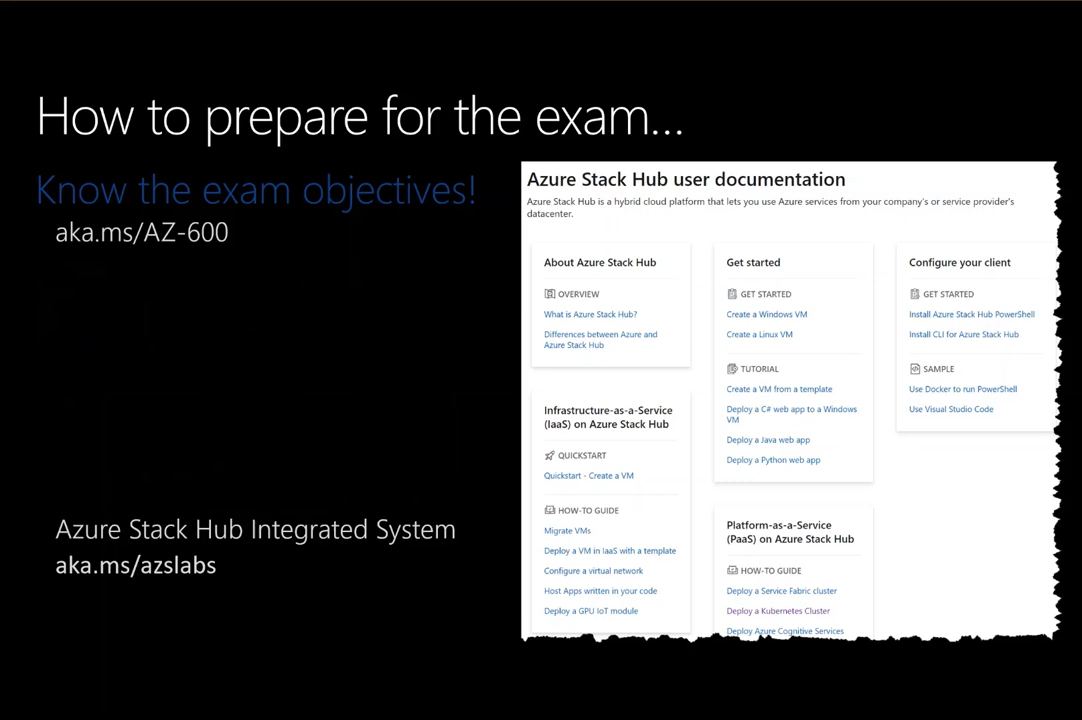 How to prepare for the exam...
Know the exam objectives!
aka.ms/AZ-600
Azure Stack Hub Integrated System
aka.ms/azslabs
Azure Stack Hub user documentation
Azure Stack Hub is a hybrid cloud platform that lets you use Azure services from your company's or service provider's
datacenter.
About Azure Stack Hub
OVERVIEW
What is Azure Stack Hub?
Differences between Azure and
Azure Stack Hub
Infrastructure-as-a-Service
(IaaS) on Azure Stack Hub
QUICKSTART
Quickstart - Create a VM
HOW-TO GUIDE
Migrate VMs
Deploy a VM in IaaS with a template
Configure a virtual network
Host Apps written in your code
Deploy a GPU IoT module
Get started
GET STARTED
Create a Windows VM
Create a Linux VM
TUTORIAL
Create a VM from a template
Deploy a C# web app to a Windows
VM
Deploy a Java web app
Deploy a Python web app
Platform-as-a-Service
(PaaS) on Azure Stack Hub
HOW-TO GUIDE
Deploy a Service Fabric cluster
Deploy a Kubernetes Cluster
Deploy Azure Cognitive Services
Configure your client
GET STARTED
Install Azure Stack Hub PowerShell
Install CLI for Azure Stack Hub
SAMPLE
Use Docker to run PowerShell
Use Visual Studio Code